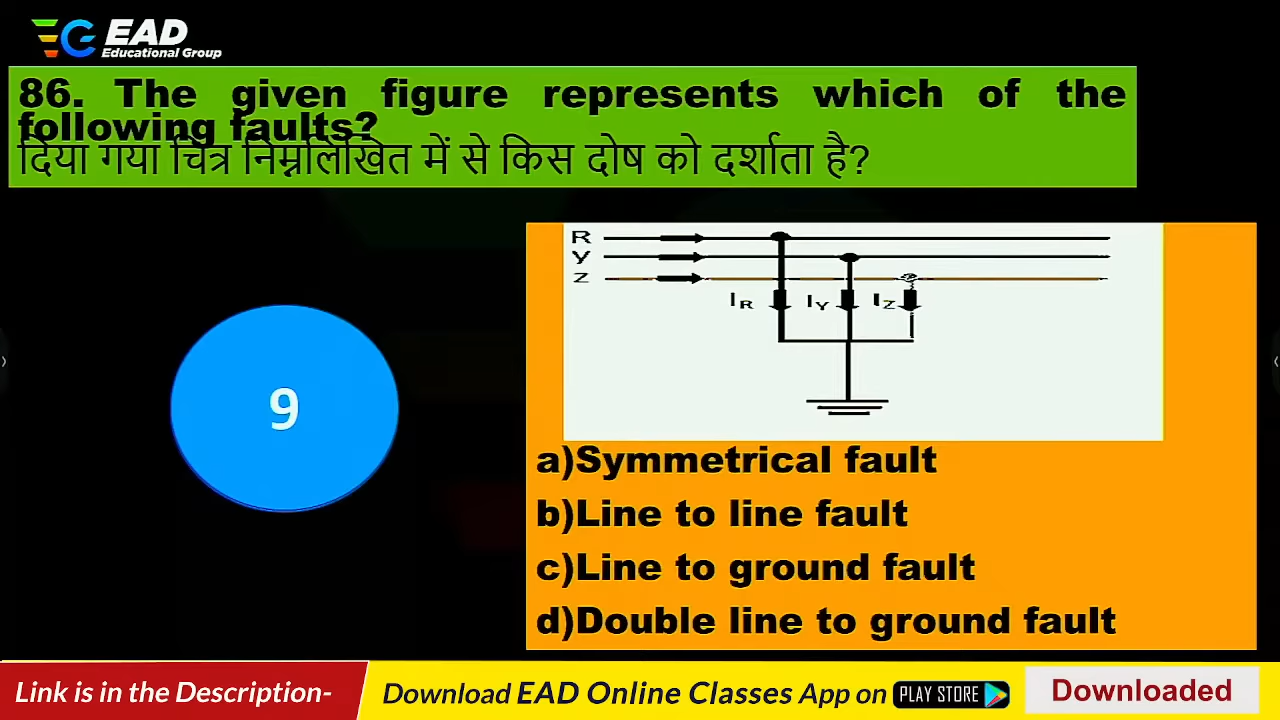 EAD
Educational Group
86. The given figure represents which of the
following faults?
दिया गया चित्र निम्नलिखित में से किस दोष को दर्शाता है?
R
Y
Z
IR IY IZ
9
a)Symmetrical fault
b)Line to line fault
c)Line to ground fault
d)Double line to ground fault
Link is in the Description-
Download EAD Online Classes App on PLAY STORE
Downloaded